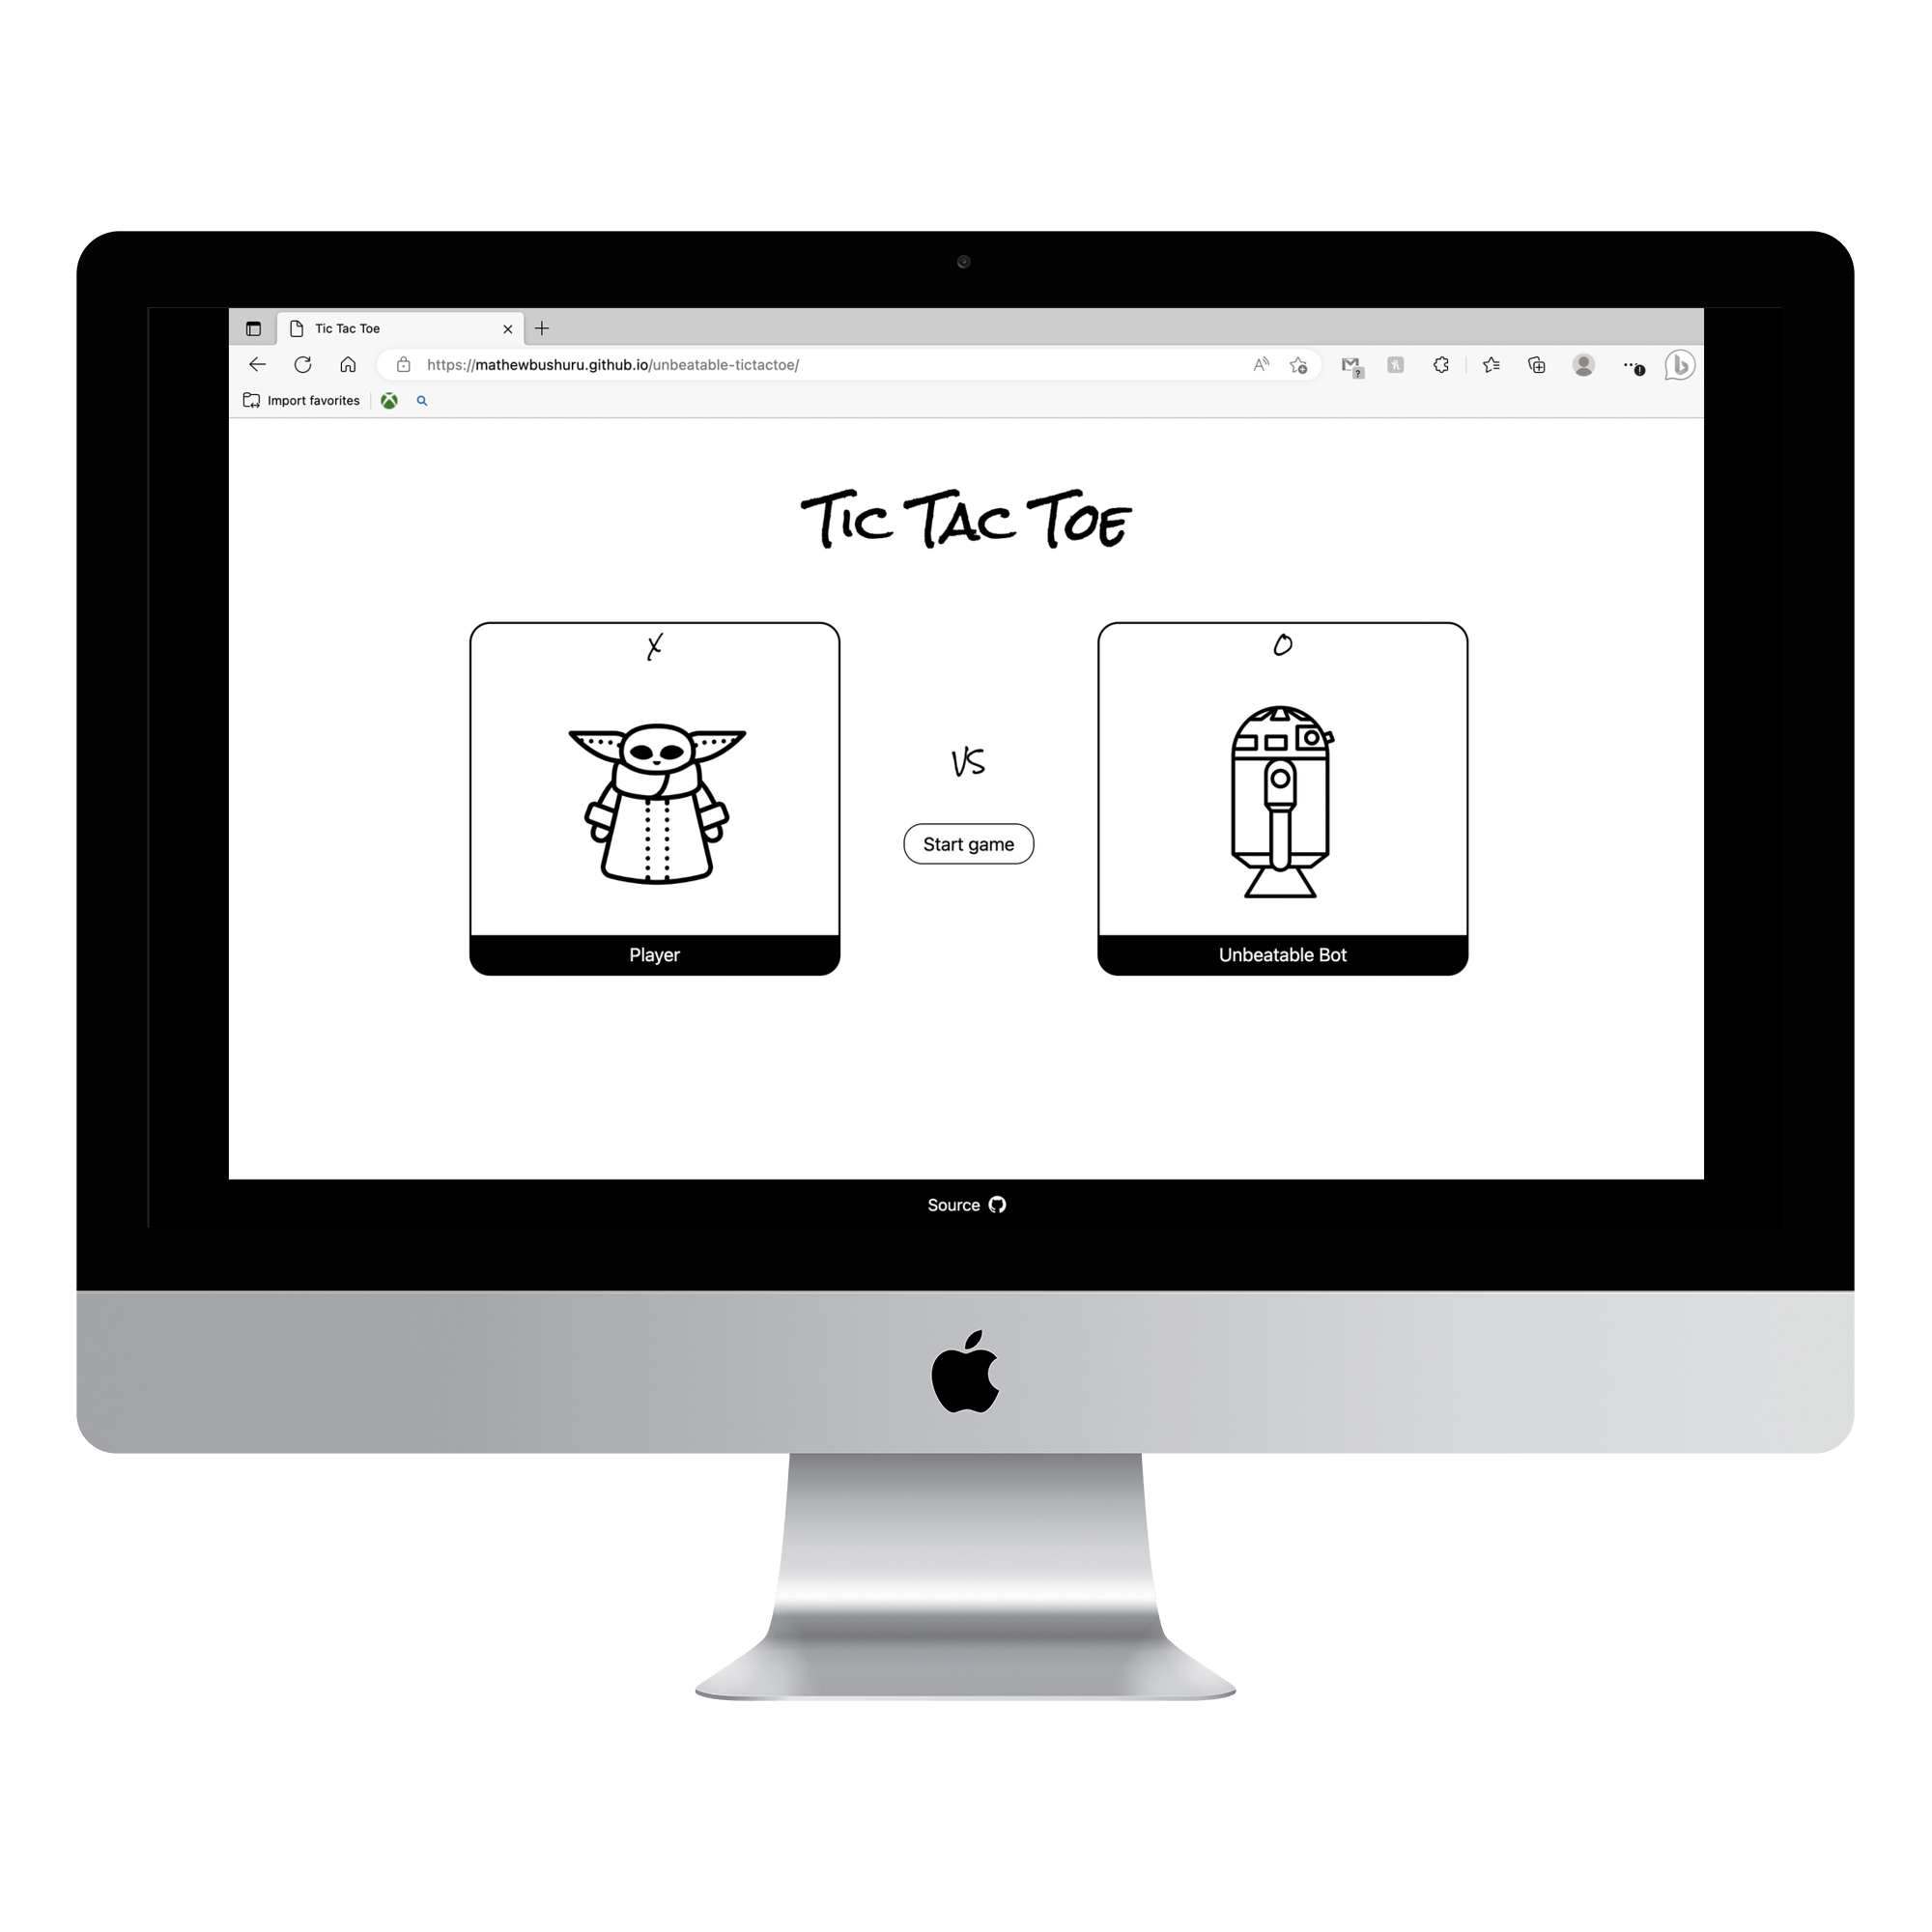 Tic Tac Toe
https://mathewbushuru.github.io/unbeatable-tictactoe/
Import favorites
Tic Tac Toe
X
O
VS
Start game
Player
Unbeatable Bot
Source